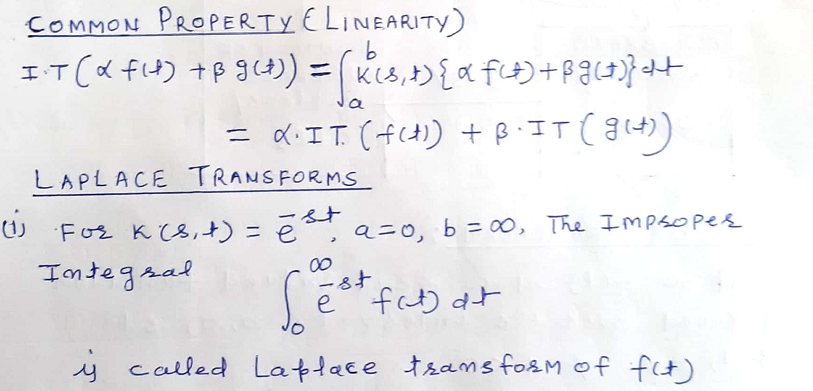 COMMON PROPERTY (LINEARITY)
I.T(α f(t) + β g(t)) = ∫_a^b K(s,t){α f(t) + β g(t)} dt
= α. IT. (f(t)) + β. IT (g(t))
LAPLACE TRANSFORMS
(i) For K(s,t) = e^{-st}, a=0, b=∞, The Improper
Integral
∫_0^∞ e^{-st} f(t) dt
is called Laplace transform of f(t)